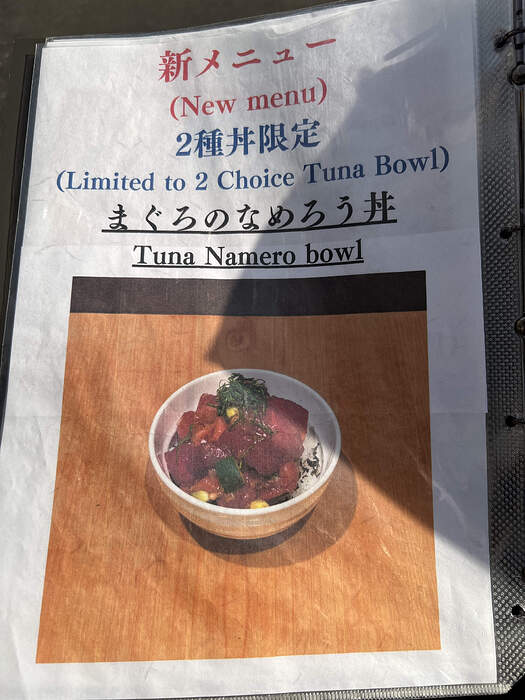 新メニュー
(New menu)
2種丼限定
(Limited to 2 Choice Tuna Bowl)
まぐろのなめろう丼
Tuna Namero bowl